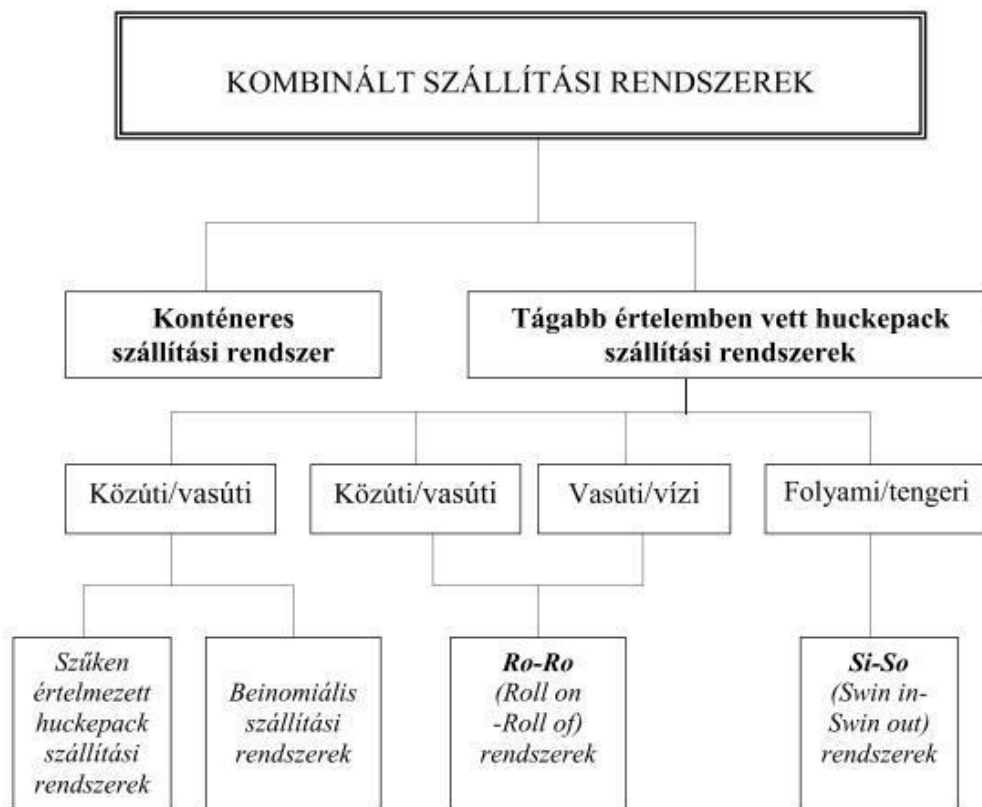 KOMBINÁLT SZÁLLÍTÁSI RENDSZEREK
Konténeres
szállítási rendszer
Tágabb értelemben vett huckepack
szállítási rendszerek
Közúti/vasúti
Közúti/vasúti
Vasúti/vízi
Folyami/tengeri
Szűken
értelmezett
huckepack
szállítási
rendszerek
Beinomiális
szállítási
rendszerek
Ro-Ro
(Roll on
-Roll of)
rendszerek
Si-So
(Swin in-
Swin out)
rendszerek